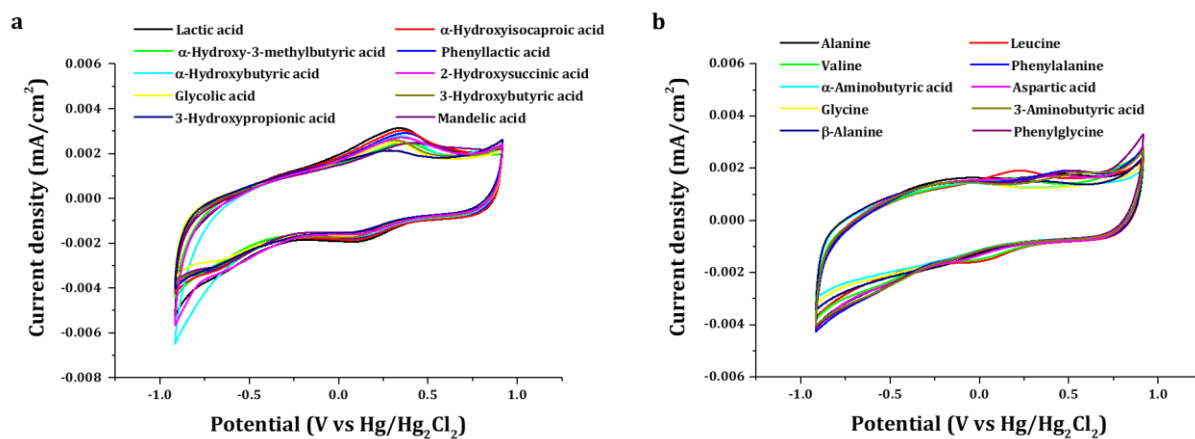 a
Lactic acid
α-Hydroxyisocaproic acid
α-Hydroxy-3-methylbutyric acid
Phenyllactic acid
α-Hydroxybutyric acid
2-Hydroxysuccinic acid
Glycolic acid
3-Hydroxybutyric acid
3-Hydroxypropionic acid
Mandelic acid
Current density (mA/cm²)
0.006
0.004
0.002
0.000
-0.002
-0.004
-0.006
-0.008
-1.0 -0.5 0.0 0.5 1.0
Potential (V vs Hg/Hg₂Cl₂)
b
Alanine
Leucine
Valine
Phenylalanine
α-Aminobutyric acid
Aspartic acid
Glycine
3-Aminobutyric acid
β-Alanine
Phenylglycine
Current density (mA/cm²)
0.006
0.004
0.002
0.000
-0.002
-0.004
-0.006
-1.0 -0.5 0.0 0.5 1.0
Potential (V vs Hg/Hg₂Cl₂)